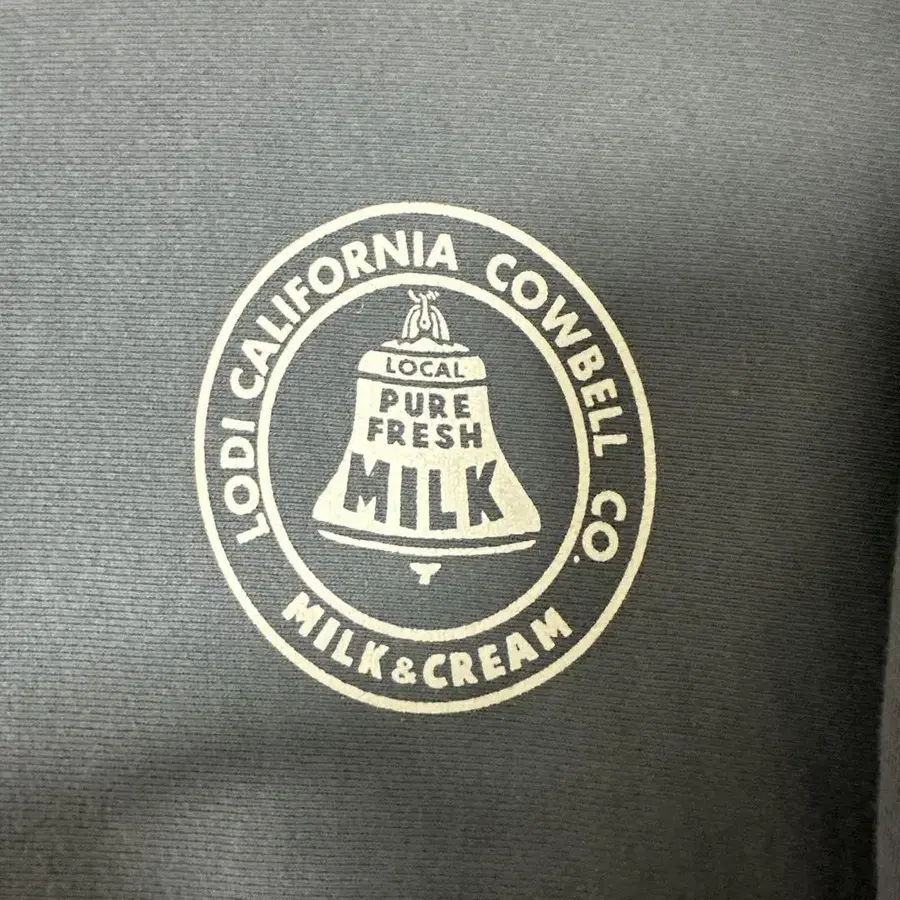 LODI CALIFORNIA COWBELL CO.
LOCAL
PURE
FRESH
MILK
MILK & CREAM